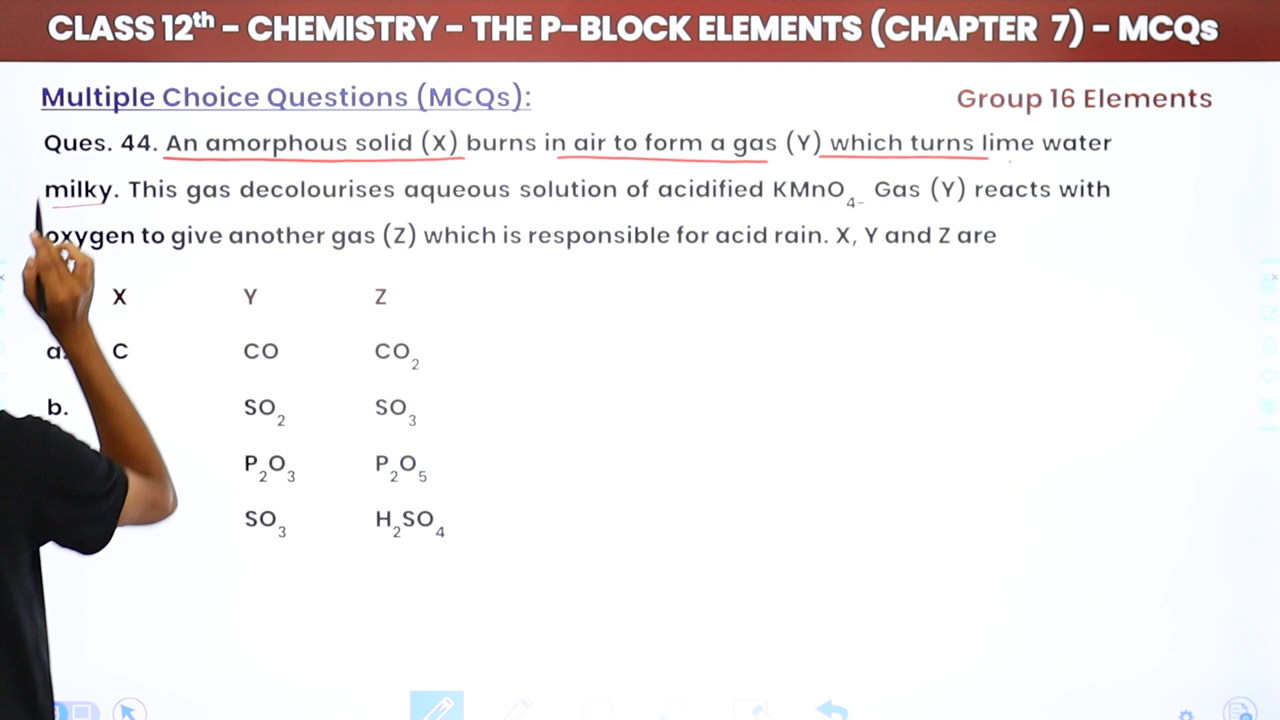 CLASS 12th – CHEMISTRY – THE P-BLOCK ELEMENTS (CHAPTER 7) – MCQs
Multiple Choice Questions (MCQs):
Group 16 Elements
Ques. 44. An amorphous solid (X) burns in air to form a gas (Y) which turns lime water
milky. This gas decolourises aqueous solution of acidified KMnO4- Gas (Y) reacts with
oxygen to give another gas (Z) which is responsible for acid rain. X, Y and Z are
X Y Z
a. C CO CO2
b. SO2 SO3
P2O3 P2O5
SO3 H2SO4